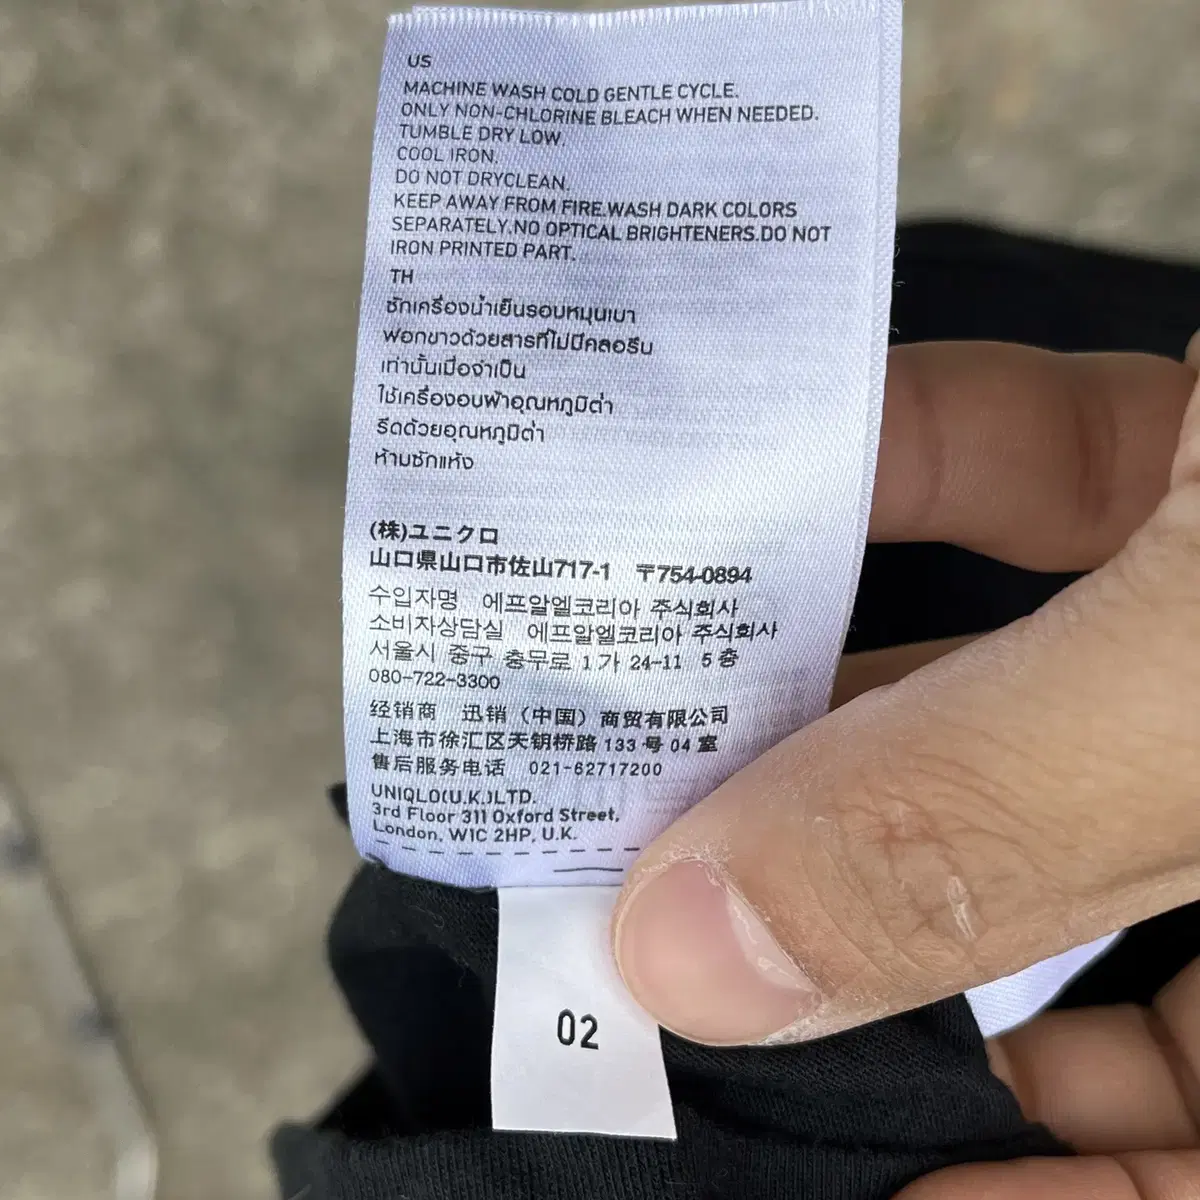 US
MACHINE WASH COLD GENTLE CYCLE.
ONLY NON-CHLORINE BLEACH WHEN NEEDED.
TUMBLE DRY LOW.
COOL IRON.
DO NOT DRYCLEAN.
KEEP AWAY FROM FIRE.WASH DARK COLORS
SEPARATELY.NO OPTICAL BRIGHTENERS.DO NOT
IRON PRINTED PART.
TH
ซักเครื่องน้ำเย็นรอบหมุนเบา
ฟอกขาวด้วยสารที่ไม่มีคลอรีน
เท่านั้นเมื่อจำเป็น
ใช้เครื่องอบผ้าอุณหภูมิต่ำ
รีดด้วยอุณหภูมิต่ำ
ห้ามซักแห้ง
(株)ユニクロ
山口県山口市佐山717-1 〒754-0894
수입자명 에프알엘코리아 주식회사
소비자상담실 에프알엘코리아 주식회사
서울시 중구 충무로 1가 24-11 5층
080-722-3300
经销商 迅销（中国）商贸有限公司
上海市徐汇区天钥桥路 133 号 04 室
售后服务电话 021-62717200
UNIQLO(U.K.)LTD.
3rd Floor 311 Oxford Street,
London, W1C 2HP, U.K.
02